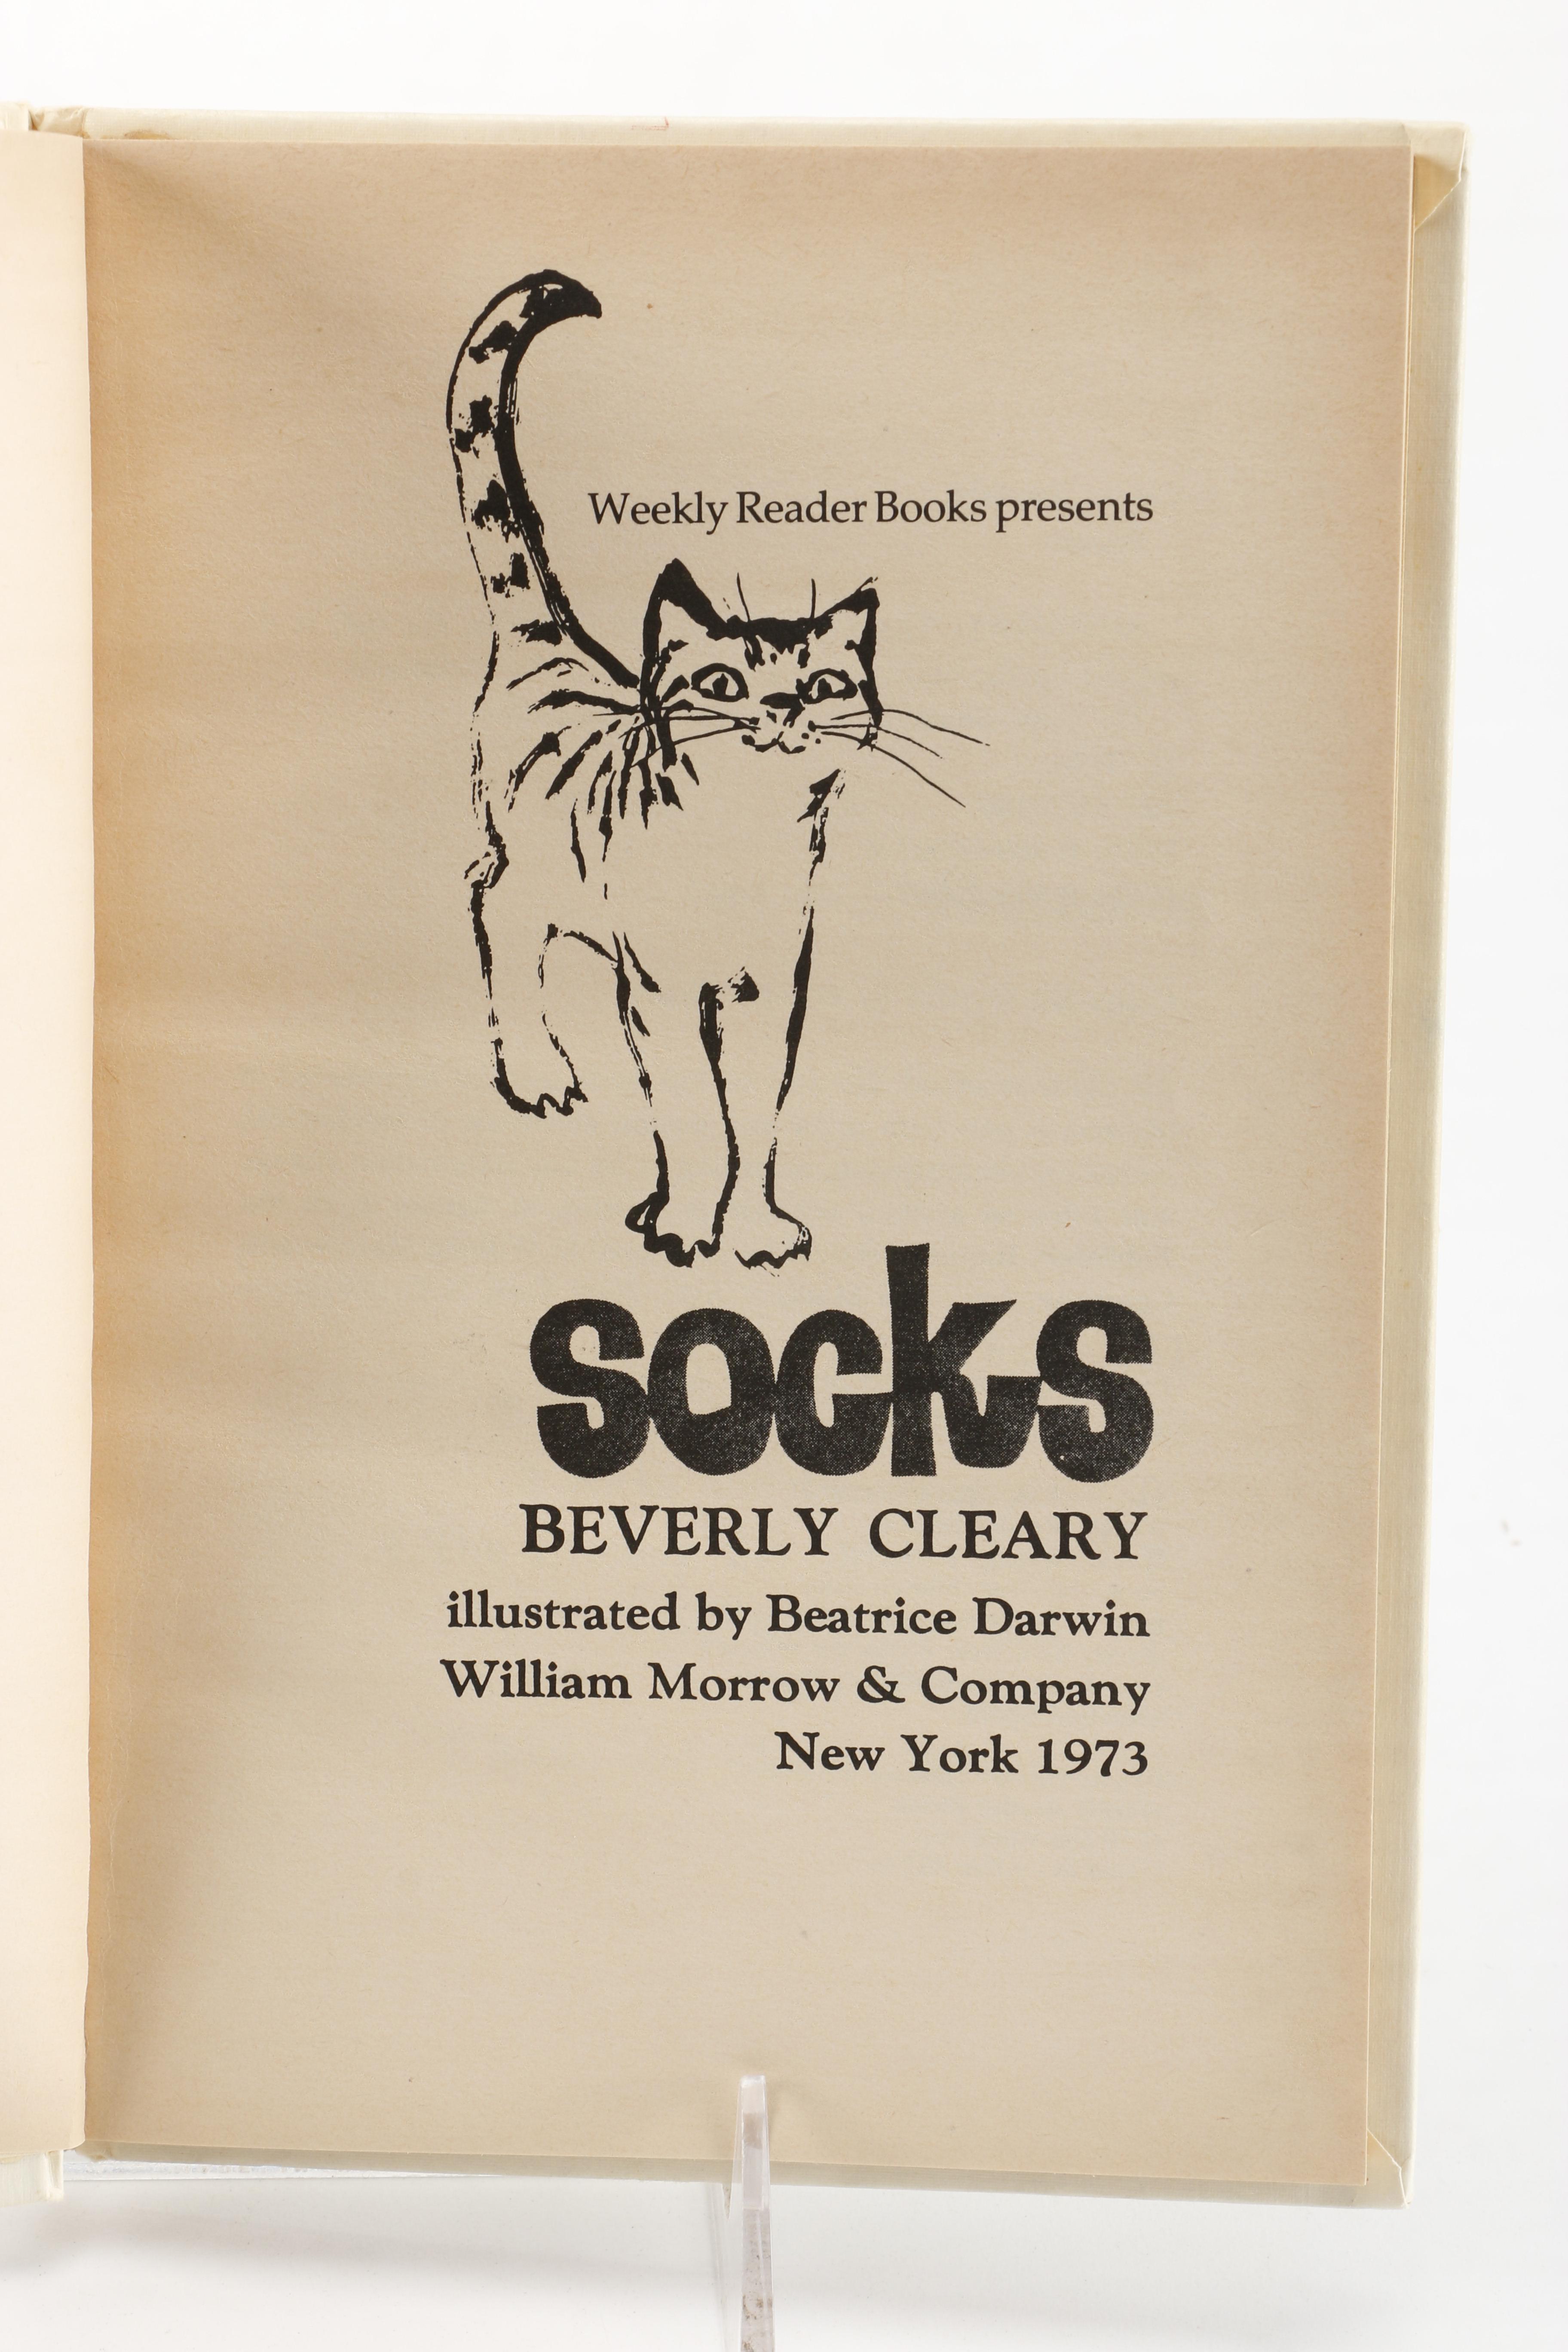 Weekly Reader Books presents
socks
BEVERLY CLEARY
illustrated by Beatrice Darwin
William Morrow & Company
New York 1973